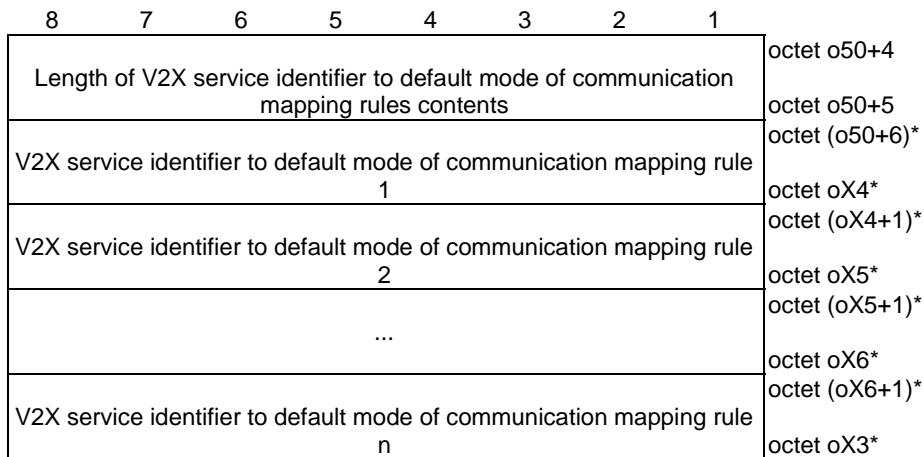 8 7 6 5 4 3 2 1
octet o50+4
Length of V2X service identifier to default mode of communication
mapping rules contents
octet o50+5
octet (o50+6)*
V2X service identifier to default mode of communication mapping rule
1
octet oX4*
octet (oX4+1)*
V2X service identifier to default mode of communication mapping rule
2
octet oX5*
octet (oX5+1)*
...
octet oX6*
octet (oX6+1)*
V2X service identifier to default mode of communication mapping rule
n
octet oX3*